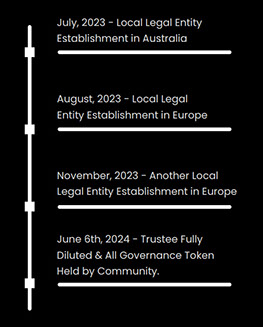 July, 2023 - Local Legal Entity
Establishment in Australia
August, 2023 - Local Legal
Entity Establishment in Europe
November, 2023 - Another Local
Legal Entity Establishment in Europe
June 6th, 2024 - Trustee Fully
Diluted & All Governance Token
Held by Community.